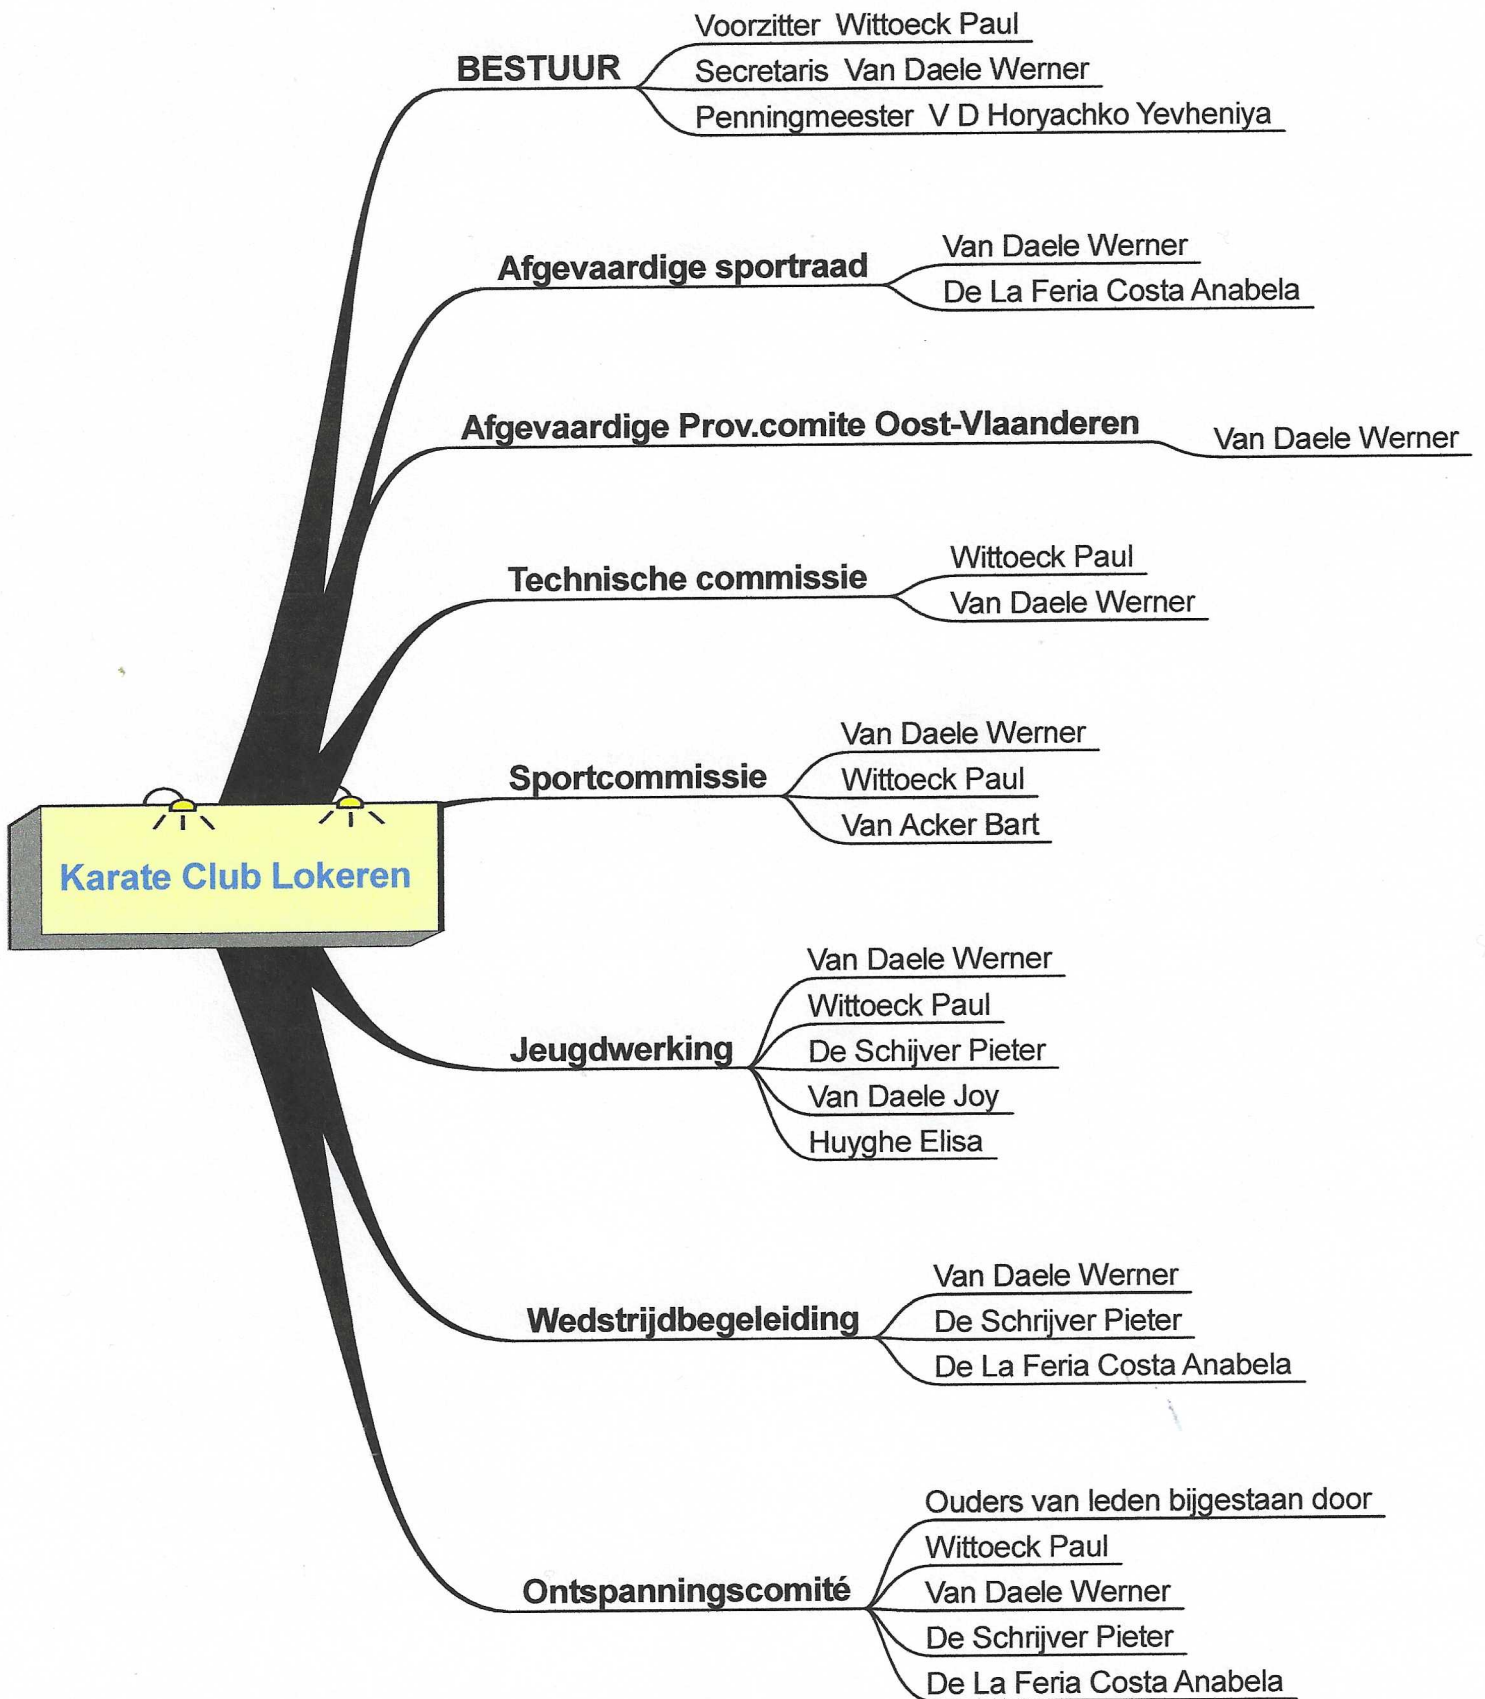 BESTUUR
Voorzitter Wittoeck Paul
Secretaris Van Daele Werner
Penningmeester V D Horyachko Yevheniya
Afgevaardige sportraad
Van Daele Werner
De La Feria Costa Anabela
Afgevaardige Prov.comite Oost-Vlaanderen
Van Daele Werner
Technische commissie
Wittoeck Paul
Van Daele Werner
Sportcommissie
Van Daele Werner
Wittoeck Paul
Van Acker Bart
Karate Club Lokeren
Jeugdwerking
Van Daele Werner
Wittoeck Paul
De Schijver Pieter
Van Daele Joy
Huyghe Elisa
Wedstrijdbegeleiding
Van Daele Werner
De Schrijver Pieter
De La Feria Costa Anabela
Ontspanningscomité
Ouders van leden bijgestaan door
Wittoeck Paul
Van Daele Werner
De Schrijver Pieter
De La Feria Costa Anabela